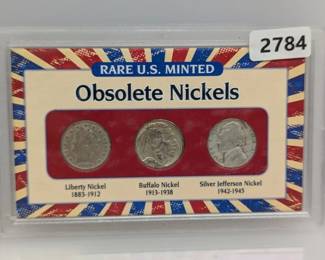 2784
RARE U.S. MINTED
Obsolete Nickels
Liberty Nickel
1883-1912
Buffalo Nickel
1913-1938
Silver Jefferson Nickel
1942-1945